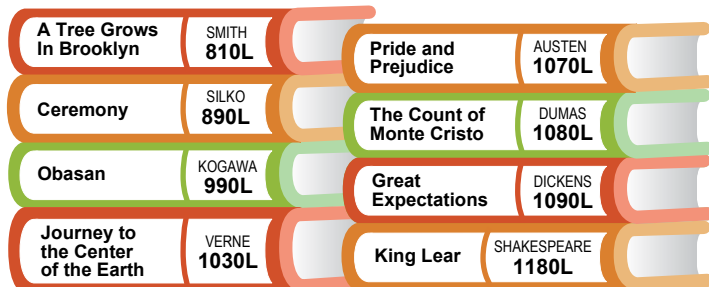 A Tree Grows
In Brooklyn
SMITH
810L
Ceremony
SILKO
890L
Obasan
KOGAWA
990L
Journey to
the Center
of the Earth
VERNE
1030L
Pride and
Prejudice
AUSTEN
1070L
The Count of
Monte Cristo
DUMAS
1080L
Great
Expectations
DICKENS
1090L
King Lear
SHAKESPEARE
1180L